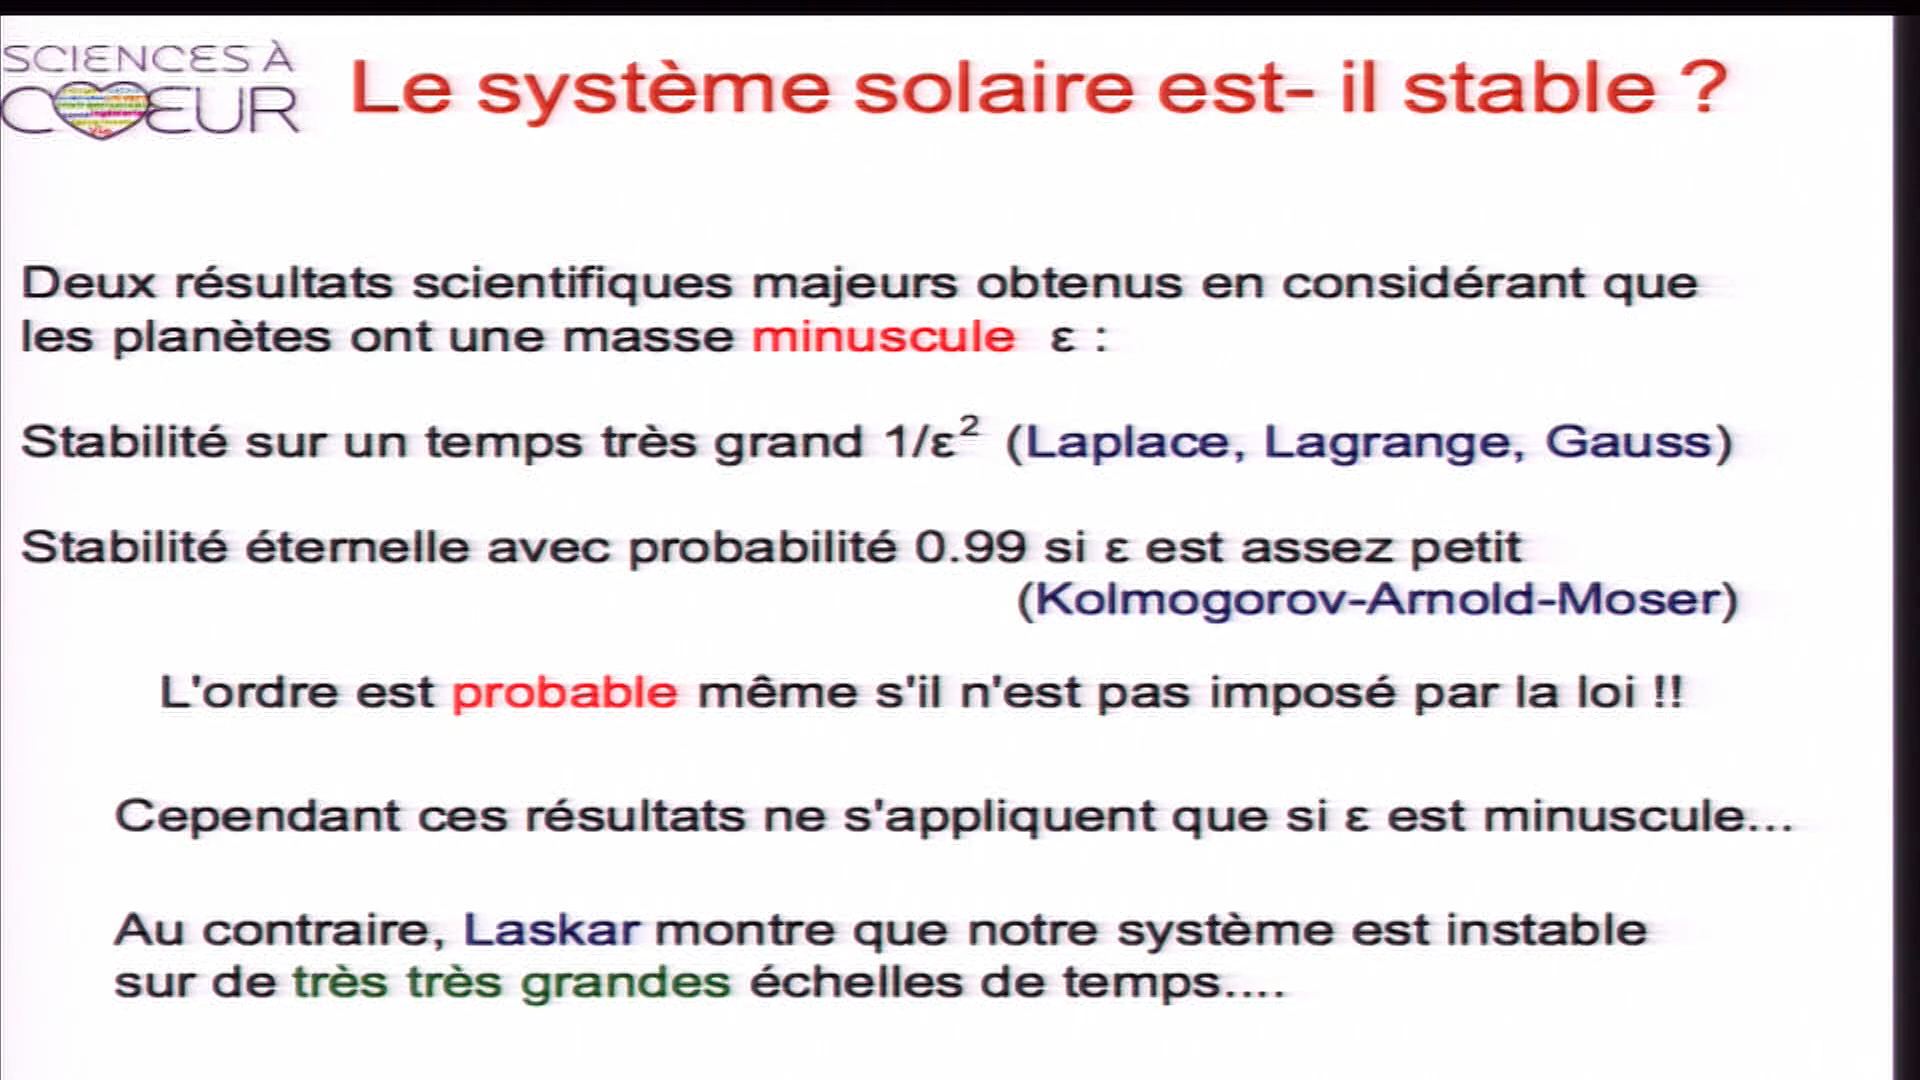 SCIENCES À
CŒUR
Le système solaire est- il stable ?
Deux résultats scientifiques majeurs obtenus en considérant que
les planètes ont une masse minuscule ε :
Stabilité sur un temps très grand 1/ε² (Laplace, Lagrange, Gauss)
Stabilité éternelle avec probabilité 0.99 si ε est assez petit
(Kolmogorov-Arnold-Moser)
L'ordre est probable même s'il n'est pas imposé par la loi !!
Cependant ces résultats ne s'appliquent que si ε est minuscule...
Au contraire, Laskar montre que notre système est instable
sur de très très grandes échelles de temps....